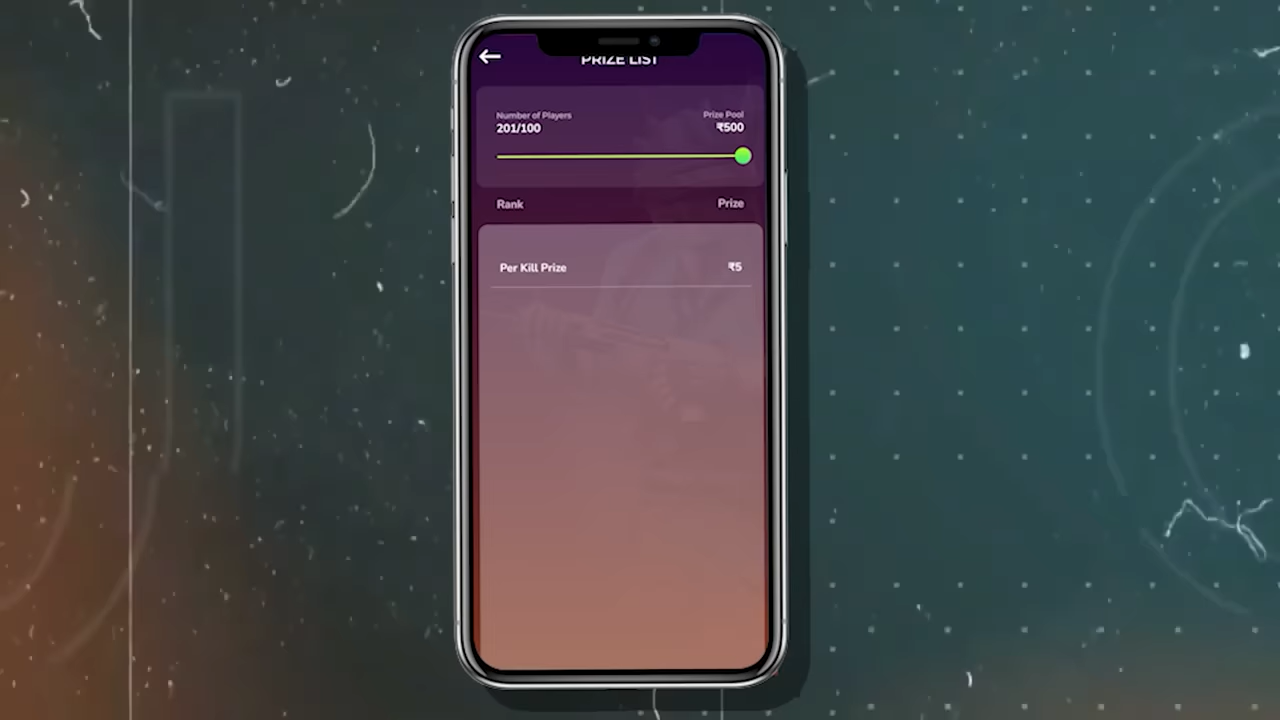 PRIZE LIST
Number of Players
Prize Pool
201/100
₹500
Rank
Prize
Per Kill Prize
₹5